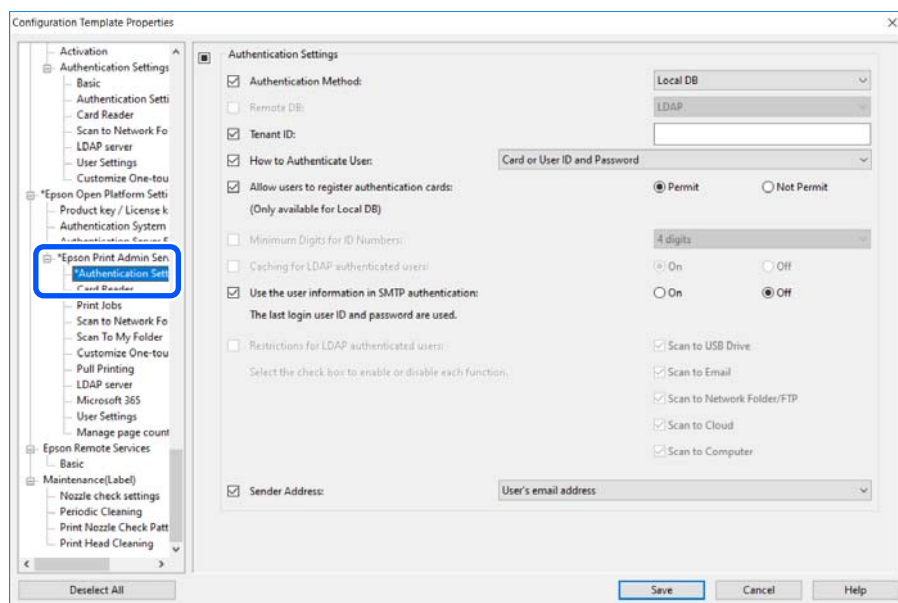 Configuration Template Properties
Activation
Authentication Settings
Basic
Authentication Setti
Card Reader
Scan to Network Fo
LDAP server
User Settings
Customize One-tou
*Epson Open Platform Setti
Product key / License k
Authentication System
Authentication Server S
*Epson Print Admin Serv
*Authentication Sett
Card Reader
Print Jobs
Scan to Network Fo
Scan To My Folder
Customize One-tou
Pull Printing
LDAP server
Microsoft 365
User Settings
Manage page count
Epson Remote Services
Basic
Maintenance(Label)
Nozzle check settings
Periodic Cleaning
Print Nozzle Check Patt
Print Head Cleaning
Deselect All
Authentication Settings
Authentication Method: Local DB
Remote DB: LDAP
Tenant ID:
How to Authenticate User: Card or User ID and Password
Allow users to register authentication cards: Permit Not Permit
(Only available for Local DB)
Minimum Digits for ID Numbers: 4 digits
Caching for LDAP authenticated users: On Off
Use the user information in SMTP authentication: On Off
The last login user ID and password are used.
Restrictions for LDAP authenticated users: Scan to USB Drive
Select the check box to enable or disable each function. Scan to Email
Scan to Network Folder/FTP
Scan to Cloud
Scan to Computer
Sender Address: User's email address
Save Cancel Help